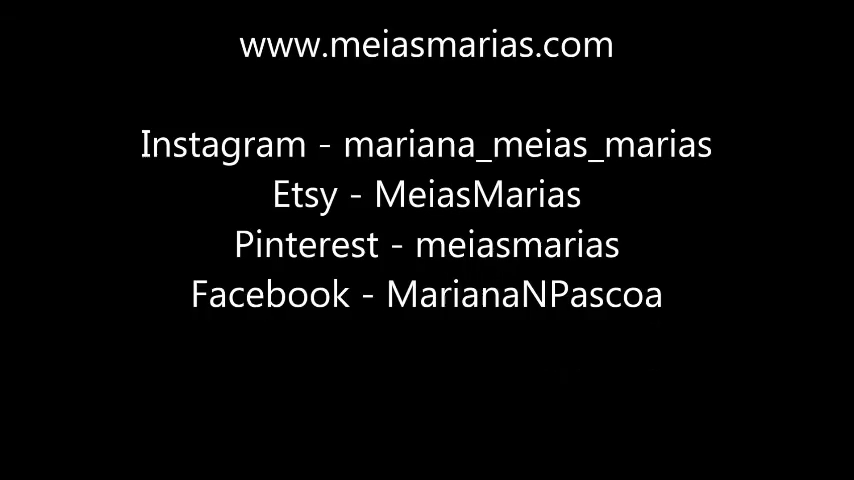 www.meiasmarias.com
Instagram - mariana_meias_marias
Etsy - MeiasMarias
Pinterest - meiasmarias
Facebook - MarianaNPascoa